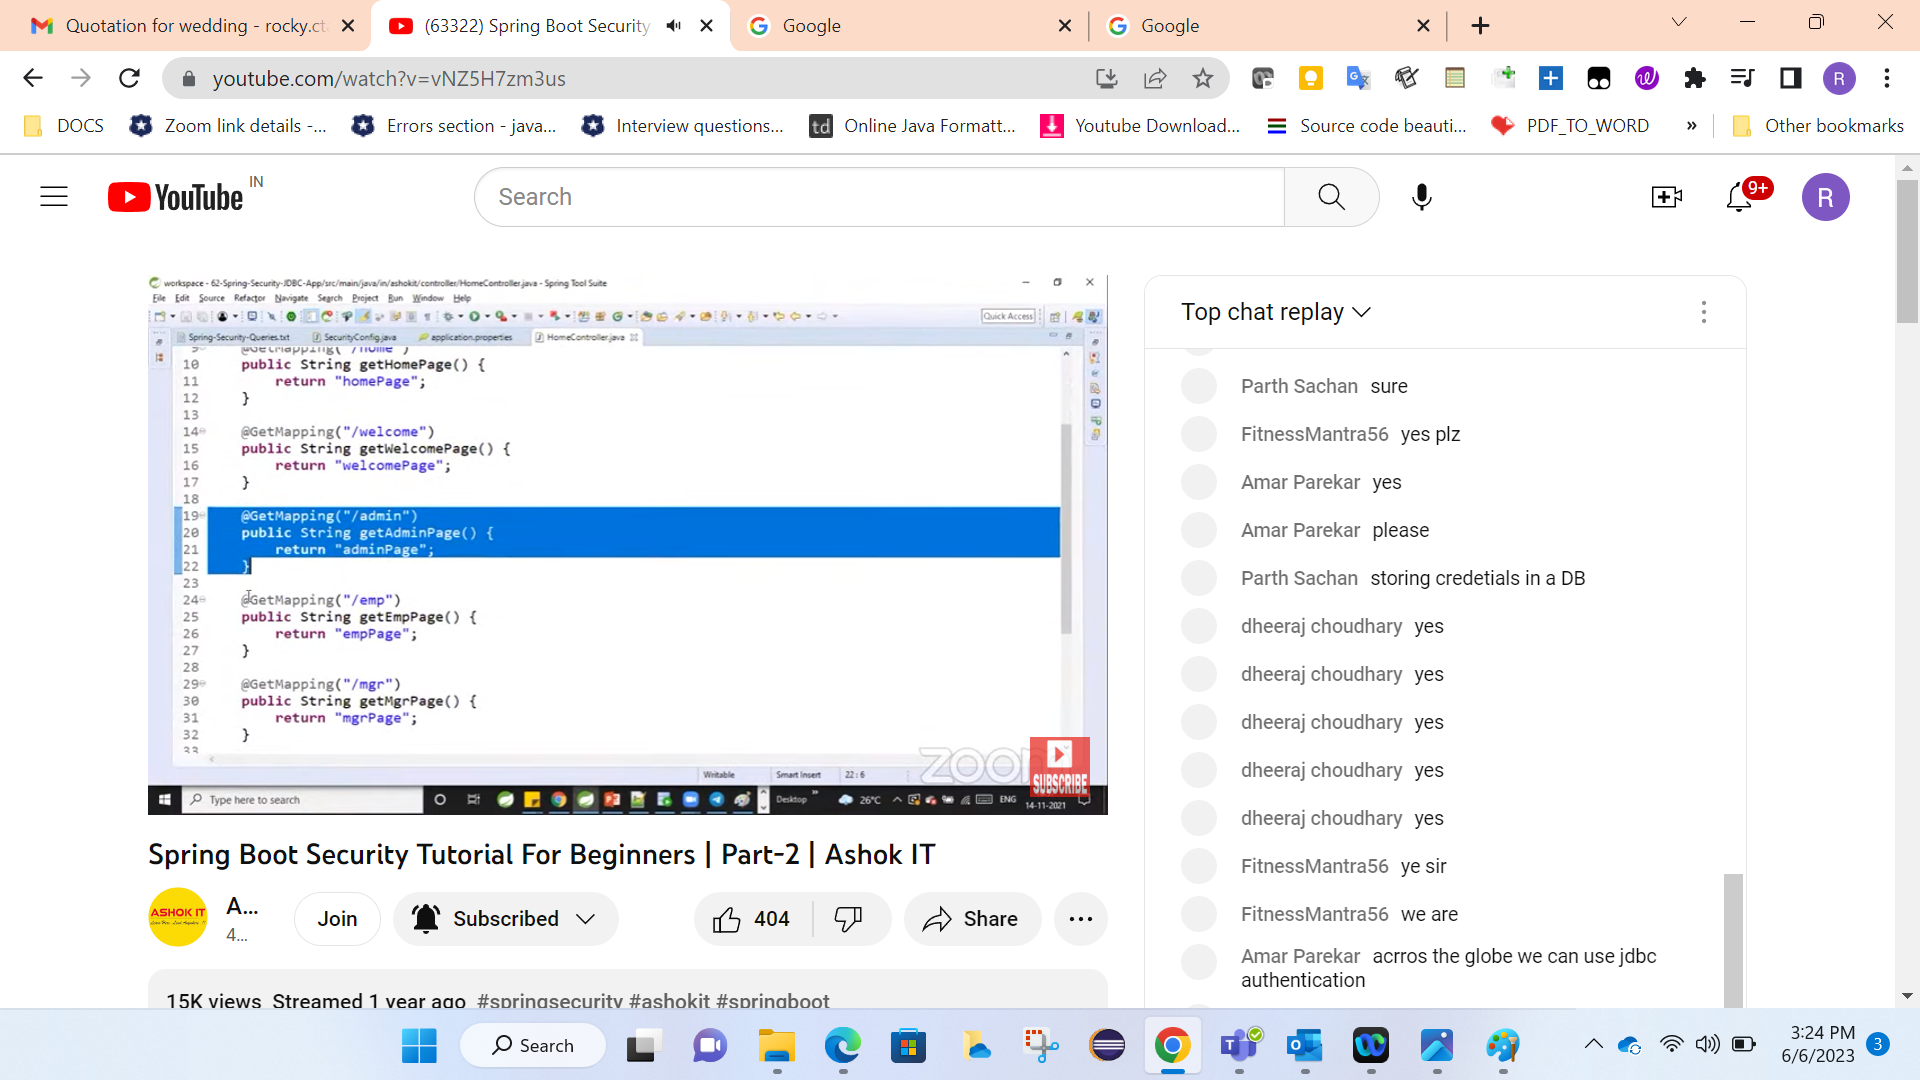 Quotation for wedding - rocky.ct
(63322) Spring Boot Security
Google
Google
youtube.com/watch?v=vNZ5H7zm3us
R
DOCS
Zoom link details -...
Errors section - java...
Interview questions...
td Online Java Formatt...
Youtube Download...
Source code beauti...
PDF_TO_WORD
»
Other bookmarks
YouTube IN
Search
9+
R
workspace - 62-Spring-Security-JDBC-App/src/main/java/in/ashokit/controller/HomeController.java - Spring Tool Suite
File Edit Source Refactor Navigate Search Project Run Window Help
Quick Access
Spring-Security-Queries.txt SecurityConfig.java application.properties HomeController.java
9 @GetMapping("/home")
10 public String getHomePage() {
11 return "homePage";
12 }
13
14 @GetMapping("/welcome")
15 public String getWelcomePage() {
16 return "welcomePage";
17 }
18
19 @GetMapping("/admin")
20 public String getAdminPage() {
21 return "adminPage";
22 }
23
24 @GetMapping("/emp")
25 public String getEmpPage() {
26 return "empPage";
27 }
28
29 @GetMapping("/mgr")
30 public String getMgrPage() {
31 return "mgrPage";
32 }
33
Writable Smart Insert 22:6
zoom
SUBSCRIBE
Type here to search
Desktop
26°C
ENG
14-11-2021
Top chat replay
Parth Sachan sure
FitnessMantra56 yes plz
Amar Parekar yes
Amar Parekar please
Parth Sachan storing credetials in a DB
dheeraj choudhary yes
dheeraj choudhary yes
dheeraj choudhary yes
dheeraj choudhary yes
dheeraj choudhary yes
FitnessMantra56 ye sir
FitnessMantra56 we are
Amar Parekar acrros the globe we can use jdbc
authentication
Spring Boot Security Tutorial For Beginners | Part-2 | Ashok IT
ASHOK IT
A...
4...
Join
Subscribed
404
Share
15K views Streamed 1 year ago #springsecurity #ashokit #springboot
Search
3:24 PM
6/6/2023
3